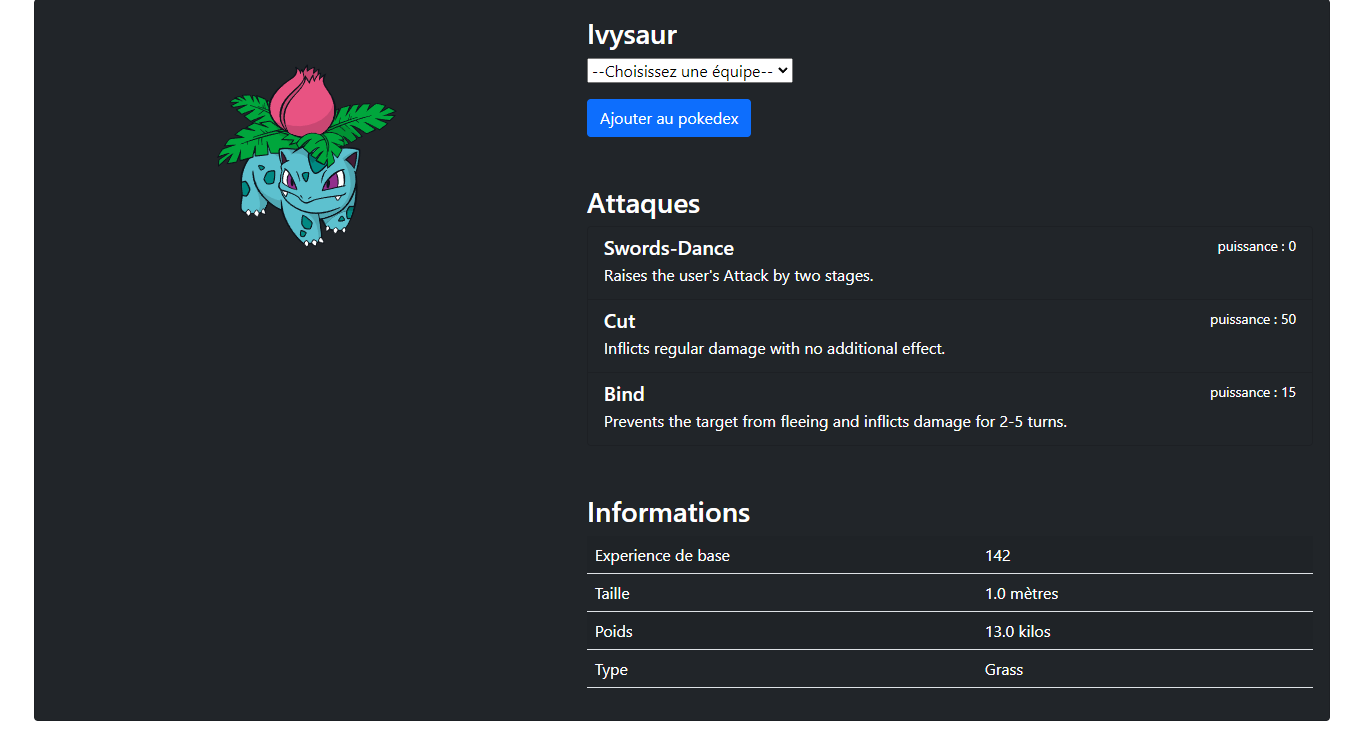 Ivysaur
--Choisissez une équipe--
Ajouter au pokedex
Attaques
Swords-Dance puissance : 0
Raises the user's Attack by two stages.
Cut puissance : 50
Inflicts regular damage with no additional effect.
Bind puissance : 15
Prevents the target from fleeing and inflicts damage for 2-5 turns.
Informations
Experience de base 142
Taille 1.0 mètres
Poids 13.0 kilos
Type Grass